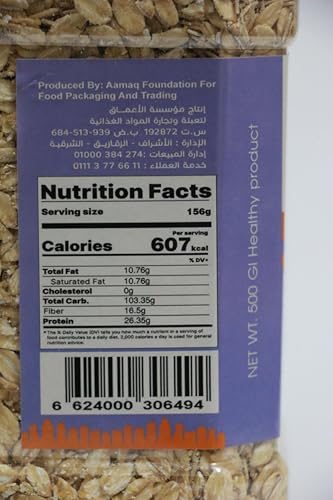 Produced By: Aamaq Foundation For
Food Packaging And Trading
إنتاج مؤسسة الأعمـــاق
لتعبئة وتجارة المواد الغذائية
س.ت 192872 ب.ض 939-513-684
الإدارة : الأشراف - الزقازيق - الشرقية
إدارة المبيعات :274 384 01000
خدمة العملاء : 11 66 77 3 0111
Nutrition Facts
Serving size 156g
Per serving
Calories 607 kcal
% DV*
Total Fat 10.76g
Saturated Fat 10.76g
Cholesterol 0g
Total Carb. 103.35g
Fiber 16.5g
Protein 26.35g
*The % Daily Value (DV) tells you how much a nutrient in a serving of
food contributes to a daily diet. 2,000 calories a day is used for general
nutrition advice.
6 624000 306494
NET WT. 500 G| Healthy product